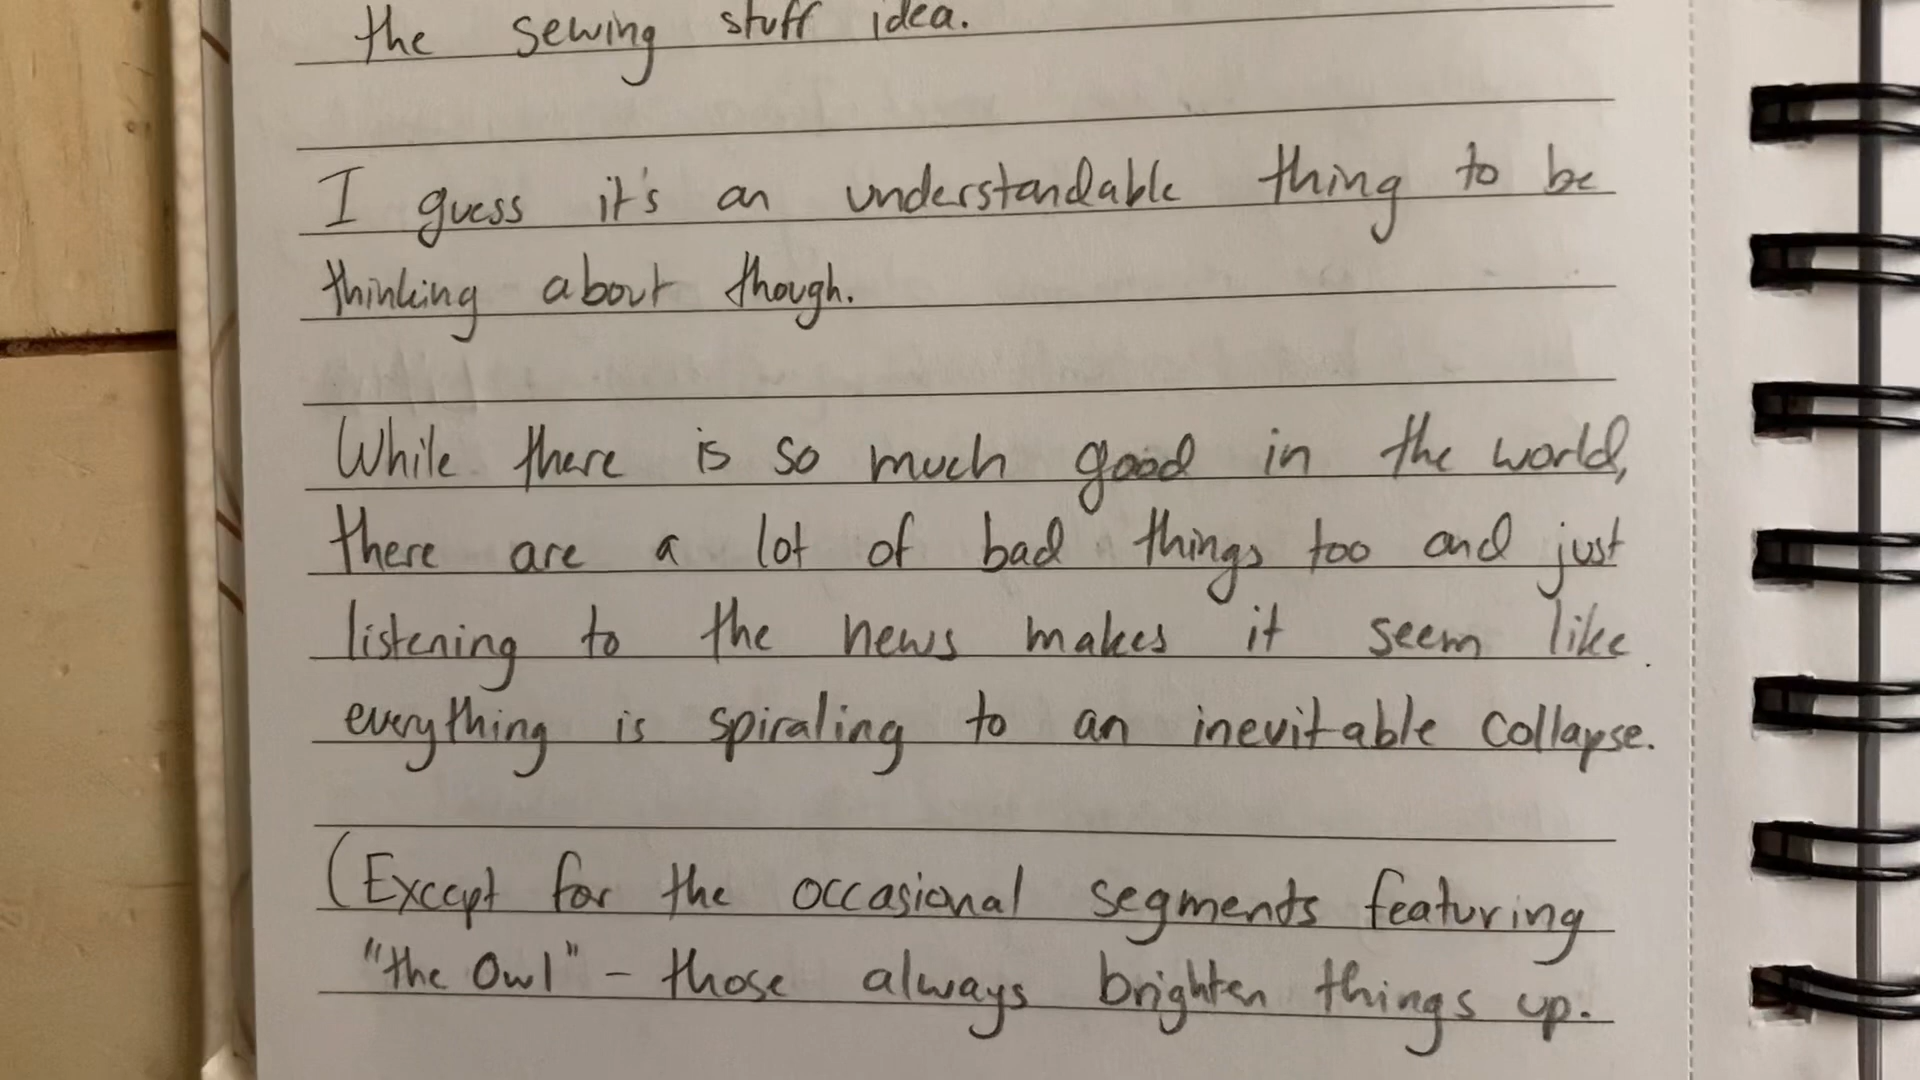 the sewing stuff idea.
I guess it's an understandable thing to be
thinking about though.
While there is so much good in the world,
there are a lot of bad things too and just
listening to the news makes it seem like
everything is spiraling to an inevitable collapse.
(Except for the occasional segments featuring
"the Owl" - those always brighten things up.